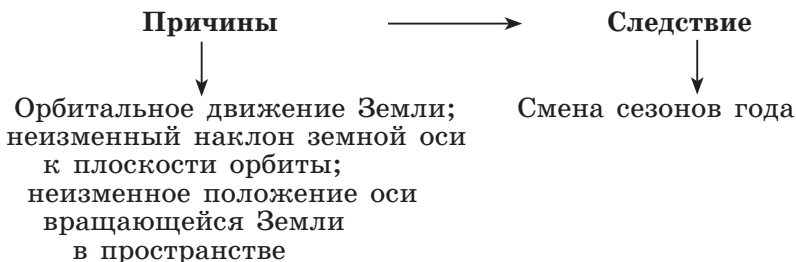 Причины
Следствие
Орбитальное движение Земли;
неизменный наклон земной оси
к плоскости орбиты;
неизменное положение оси
вращающейся Земли
в пространстве
Смена сезонов года